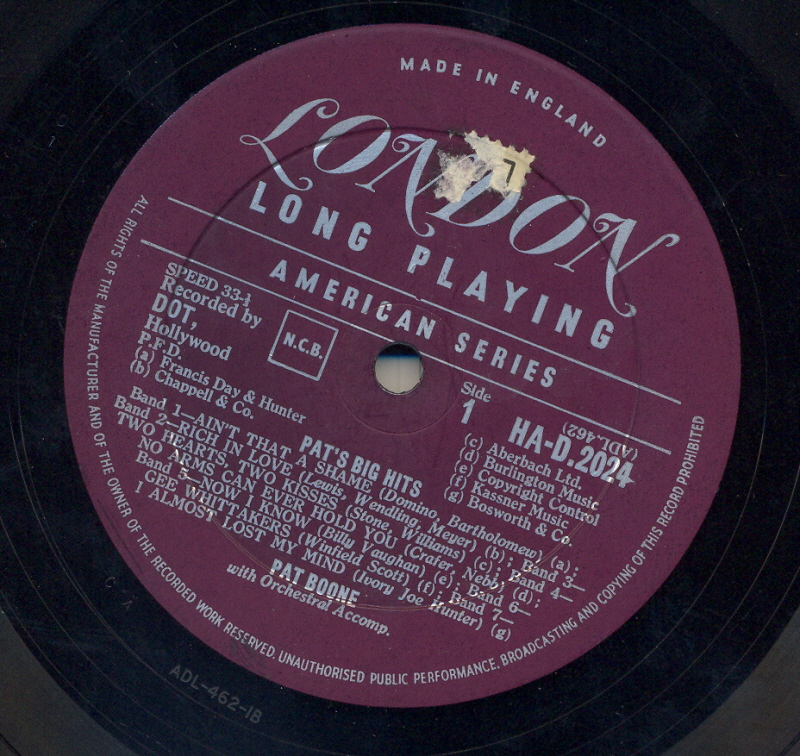 MADE IN ENGLAND
LONDON
7
LONG PLAYING
AMERICAN SERIES
SPEED 33-⅓
Recorded by
DOT,
Hollywood
P.F.D.
(a) Francis Day & Hunter
(b) Chappell & Co.
N.C.B.
Side
1
(ADL.462)
HA-D.2024
(c) Aberbach Ltd.
(d) Burlington Music
(e) Copyright Control
(f) Kassner Music
(g) Bosworth & Co.
PAT'S BIG HITS
Band 1—AIN'T THAT A SHAME (Domino, Bartholomew) (a);
Band 2—RICH IN LOVE (Lewis, Wendling, Meyer) (b); Band 3—
TWO HEARTS, TWO KISSES (Stone, Williams) (c); Band 4—
NO ARMS CAN EVER HOLD YOU (Crafer, Nebb) (d);
Band 5—NOW I KNOW (Billy Vaughan) (e); Band 6—
GEE WHITTAKERS (Winfield Scott) (f); Band 7—
I ALMOST LOST MY MIND (Ivory Joe Hunter) (g)
PAT BOONE
with Orchestral Accomp.
ALL RIGHTS OF THE MANUFACTURER AND OF THE OWNER OF THE RECORDED WORK RESERVED. UNAUTHORISED PUBLIC PERFORMANCE, BROADCASTING AND COPYING OF THIS RECORD PROHIBITED
ADL-462-1B